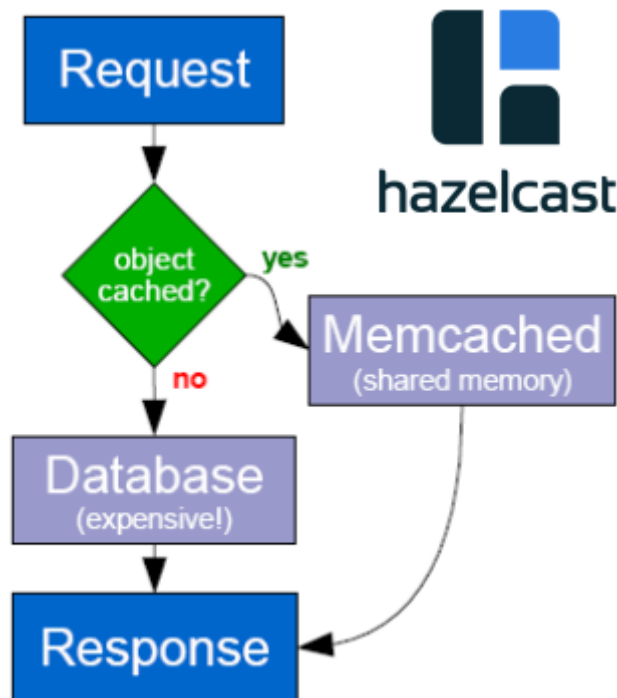 Request
hazelcast
object
cached?
yes
Memcached
(shared memory)
no
Database
(expensive!)
Response